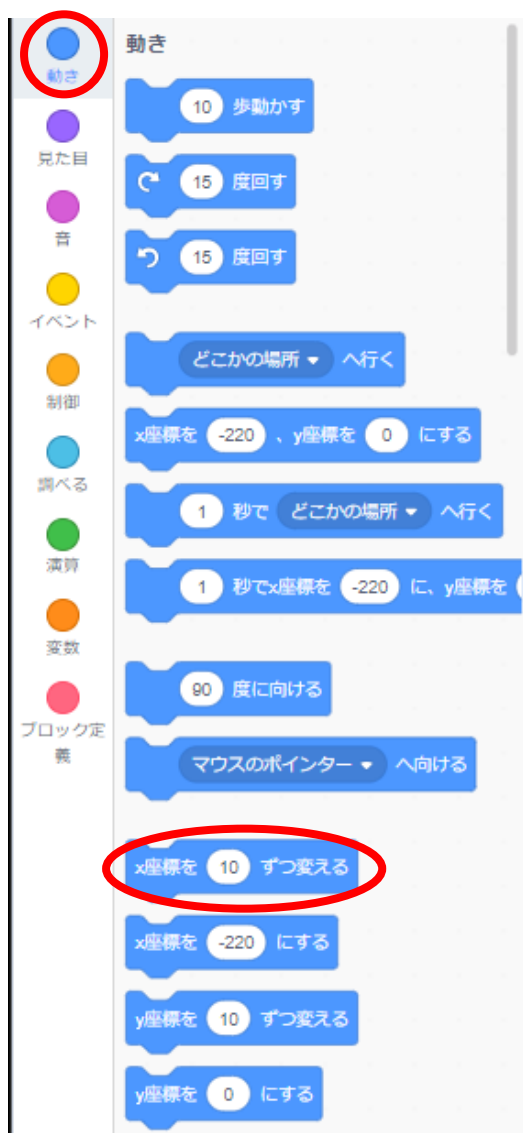 動き
見た目
音
イベント
制御
調べる
演算
変数
ブロック定
義
動き
10 歩動かす
15 度回す
15 度回す
どこかの場所 へ行く
x座標を -220 、y座標を 0 にする
1 秒で どこかの場所 へ行く
1 秒でx座標を -220 に、y座標を
90 度に向ける
マウスのポインター へ向ける
x座標を 10 ずつ変える
x座標を -220 にする
y座標を 10 ずつ変える
y座標を 0 にする